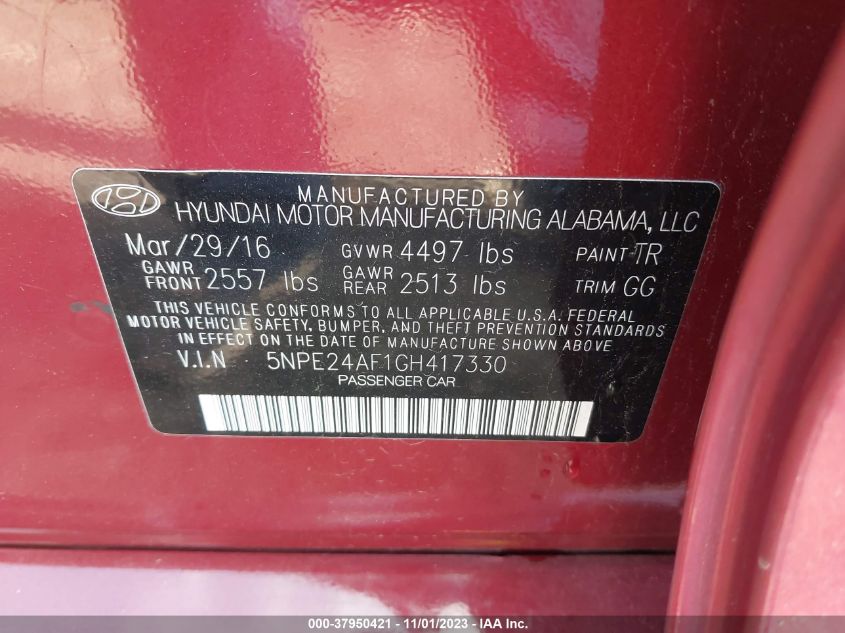 MANUFACTURED BY
HYUNDAI MOTOR MANUFACTURING ALABAMA, LLC
Mar/29/16 GVWR 4497 lbs PAINT TR
GAWR FRONT 2557 lbs GAWR REAR 2513 lbs TRIM GG
THIS VEHICLE CONFORMS TO ALL APPLICABLE U.S.A. FEDERAL
MOTOR VEHICLE SAFETY, BUMPER, AND THEFT PREVENTION STANDARDS
IN EFFECT ON THE DATE OF MANUFACTURE SHOWN ABOVE.
V.I.N 5NPE24AF1GH417330
PASSENGER CAR
000-37950421 - 11/01/2023 - IAA Inc.